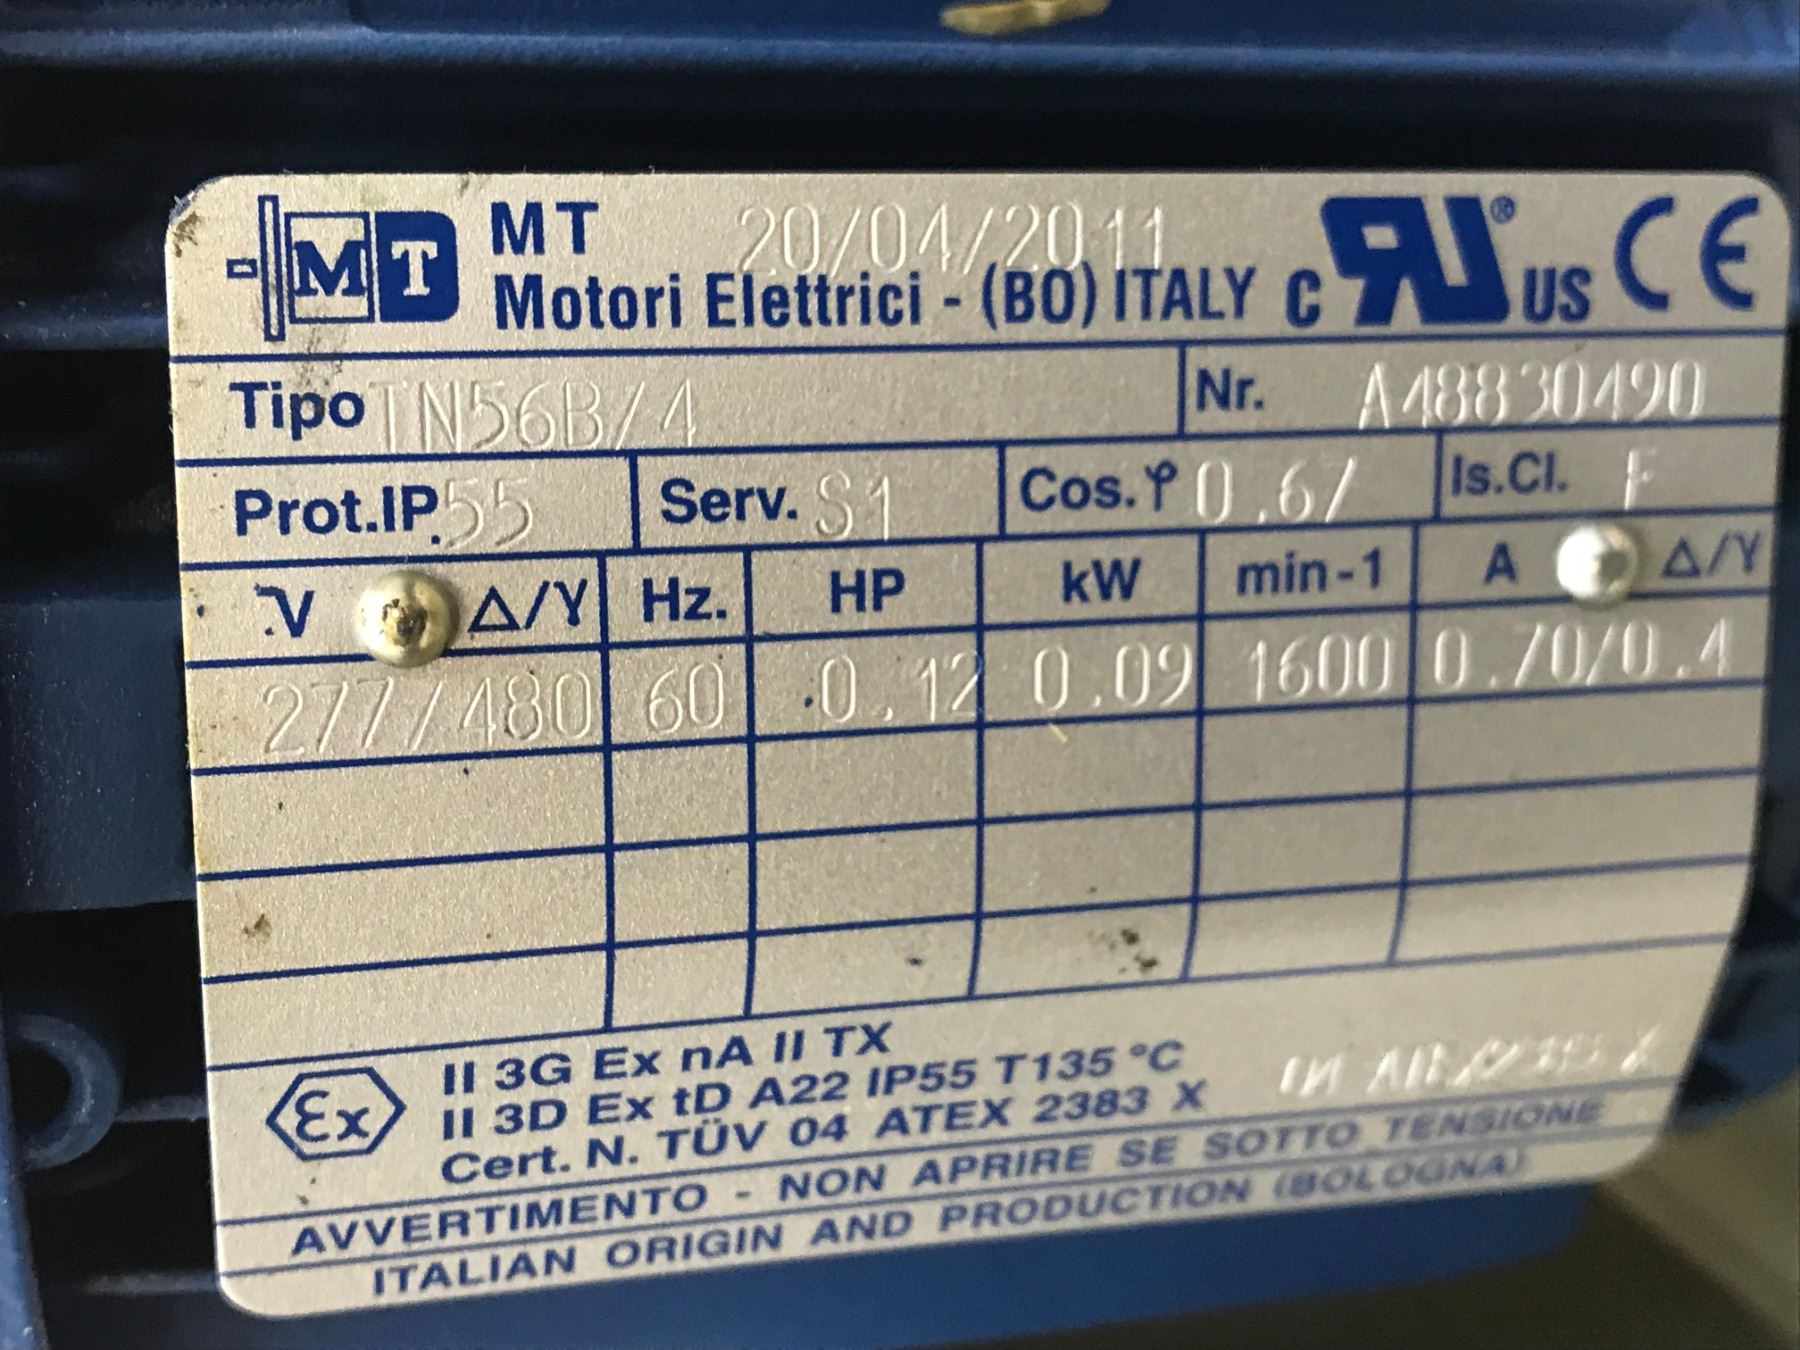 MT
MT 20/04/2011
Motori Elettrici - (BO) ITALY C RU® US CE
Tipo TN56B/4 Nr. A48830490
Prot.IP. 55 Serv. S1 Cos.φ 0.67 Is.Cl. F
V Δ/Y Hz. HP kW min-1 A Δ/Y
277/480 60 0.12 0.09 1600 0.70/0.4
Ex
II 3G Ex nA II TX
II 3D Ex tD A22 IP55 T135 °C
Cert. N. TÜV 04 ATEX 2383 X
AVVERTIMENTO - NON APRIRE SE SOTTO TENSIONE
ITALIAN ORIGIN AND PRODUCTION (BOLOGNA)